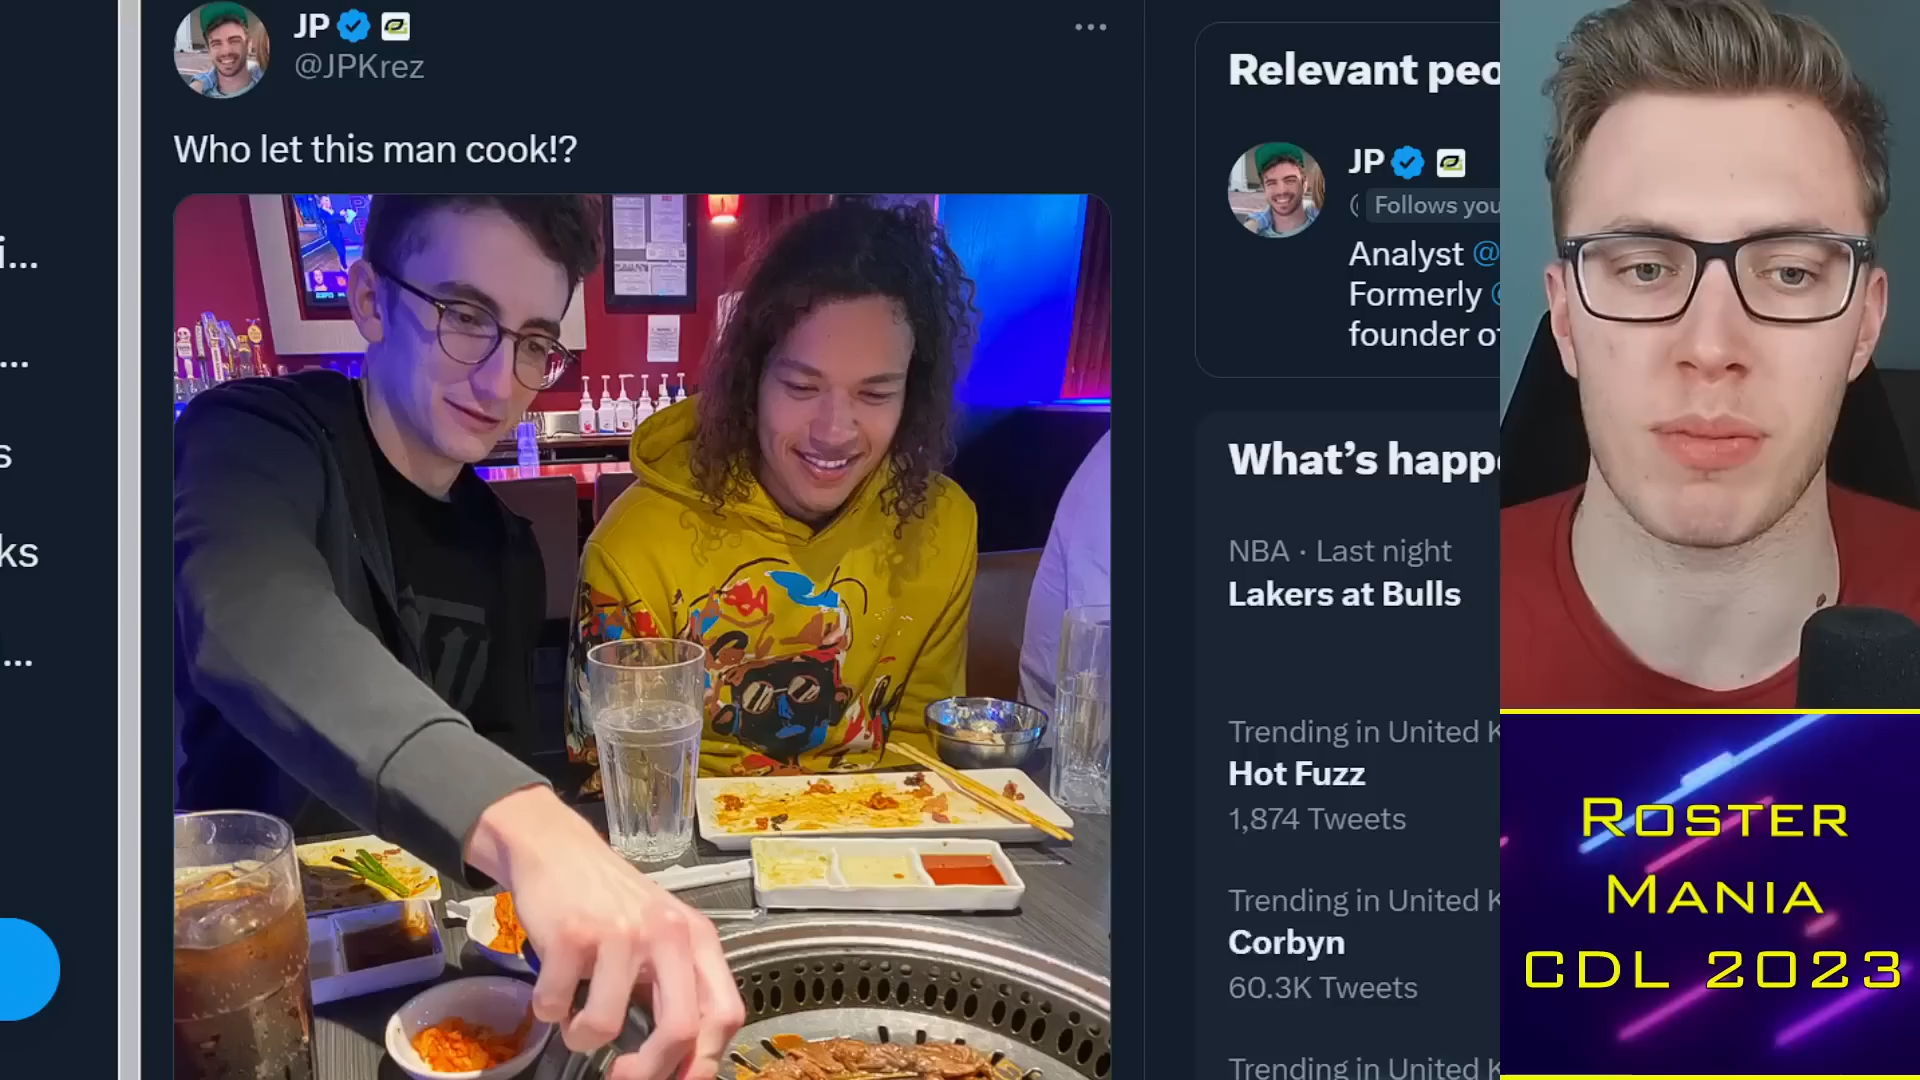 JP
@JPKrez
Who let this man cook!?
i...
...
s
ks
...
Relevant peo
JP
Follows you
Analyst @
Formerly
founder o
What's happ
NBA · Last night
Lakers at Bulls
Trending in United K
Hot Fuzz
1,874 Tweets
Trending in United K
Corbyn
60.3K Tweets
Trending in United K
ROSTER
MANIA
CDL 2023